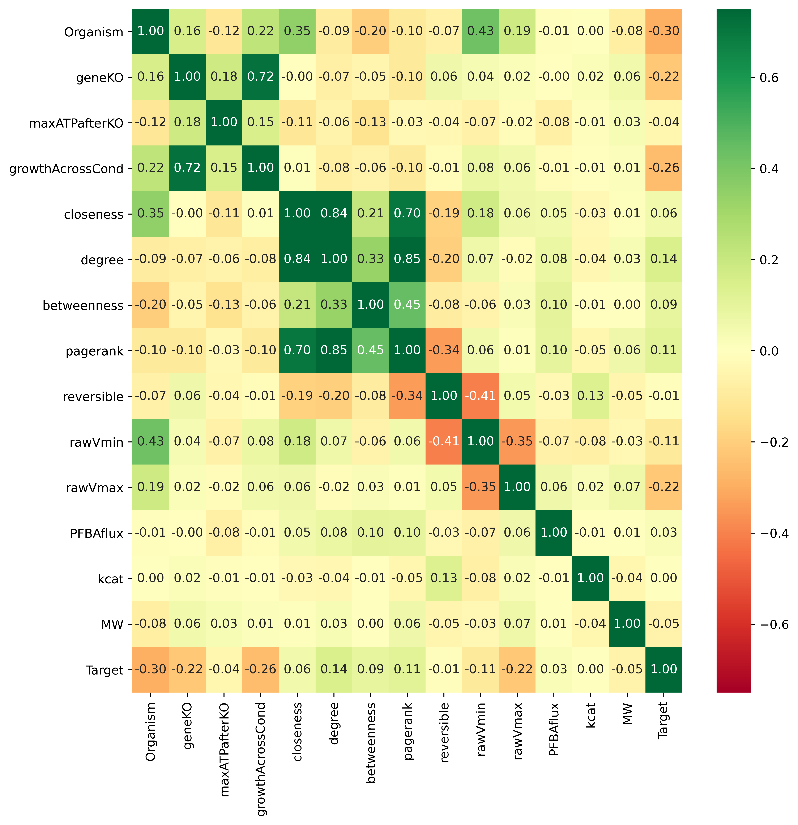 Organism 1.00 0.16 -0.12 0.22 0.35 -0.09 -0.20 -0.10 -0.07 0.43 0.19 -0.01 0.00 -0.08 -0.30
geneKO 0.16 1.00 0.18 0.72 -0.00 -0.07 -0.05 -0.10 0.06 0.04 0.02 -0.00 0.02 0.06 -0.22
0.6
maxATPafterKO -0.12 0.18 1.00 0.15 -0.11 -0.06 -0.13 -0.03 -0.04 -0.07 -0.02 -0.08 -0.01 0.03 -0.04
growthAcrossCond 0.22 0.72 0.15 1.00 0.01 -0.08 -0.06 -0.10 -0.01 0.08 0.06 -0.01 -0.01 0.01 -0.26
0.4
closeness 0.35 -0.00 -0.11 0.01 1.00 0.84 0.21 0.70 -0.19 0.18 0.06 0.05 -0.03 0.01 0.06
degree -0.09 -0.07 -0.06 -0.08 0.84 1.00 0.33 0.85 -0.20 0.07 -0.02 0.08 -0.04 0.03 0.14
0.2
betweenness -0.20 -0.05 -0.13 -0.06 0.21 0.33 1.00 0.45 -0.08 -0.06 0.03 0.10 -0.01 0.00 0.09
pagerank -0.10 -0.10 -0.03 -0.10 0.70 0.85 0.45 1.00 -0.34 0.06 0.01 0.10 -0.05 0.06 0.11
0.0
reversible -0.07 0.06 -0.04 -0.01 -0.19 -0.20 -0.08 -0.34 1.00 -0.41 0.05 -0.03 0.13 -0.05 -0.01
rawVmin 0.43 0.04 -0.07 0.08 0.18 0.07 -0.06 0.06 -0.41 1.00 -0.35 -0.07 -0.08 -0.03 -0.11
−0.2
rawVmax 0.19 0.02 -0.02 0.06 0.06 -0.02 0.03 0.01 0.05 -0.35 1.00 0.06 0.02 0.07 -0.22
PFBAflux -0.01 -0.00 -0.08 -0.01 0.05 0.08 0.10 0.10 -0.03 -0.07 0.06 1.00 -0.01 0.01 0.03
−0.4
kcat 0.00 0.02 -0.01 -0.01 -0.03 -0.04 -0.01 -0.05 0.13 -0.08 0.02 -0.01 1.00 -0.04 0.00
MW -0.08 0.06 0.03 0.01 0.01 0.03 0.00 0.06 -0.05 -0.03 0.07 0.01 -0.04 1.00 -0.05
−0.6
Target -0.30 -0.22 -0.04 -0.26 0.06 0.14 0.09 0.11 -0.01 -0.11 -0.22 0.03 0.00 -0.05 1.00
Organism
geneKO
maxATPafterKO
growthAcrossCond
closeness
degree
betweenness
pagerank
reversible
rawVmin
rawVmax
PFBAflux
kcat
MW
Target